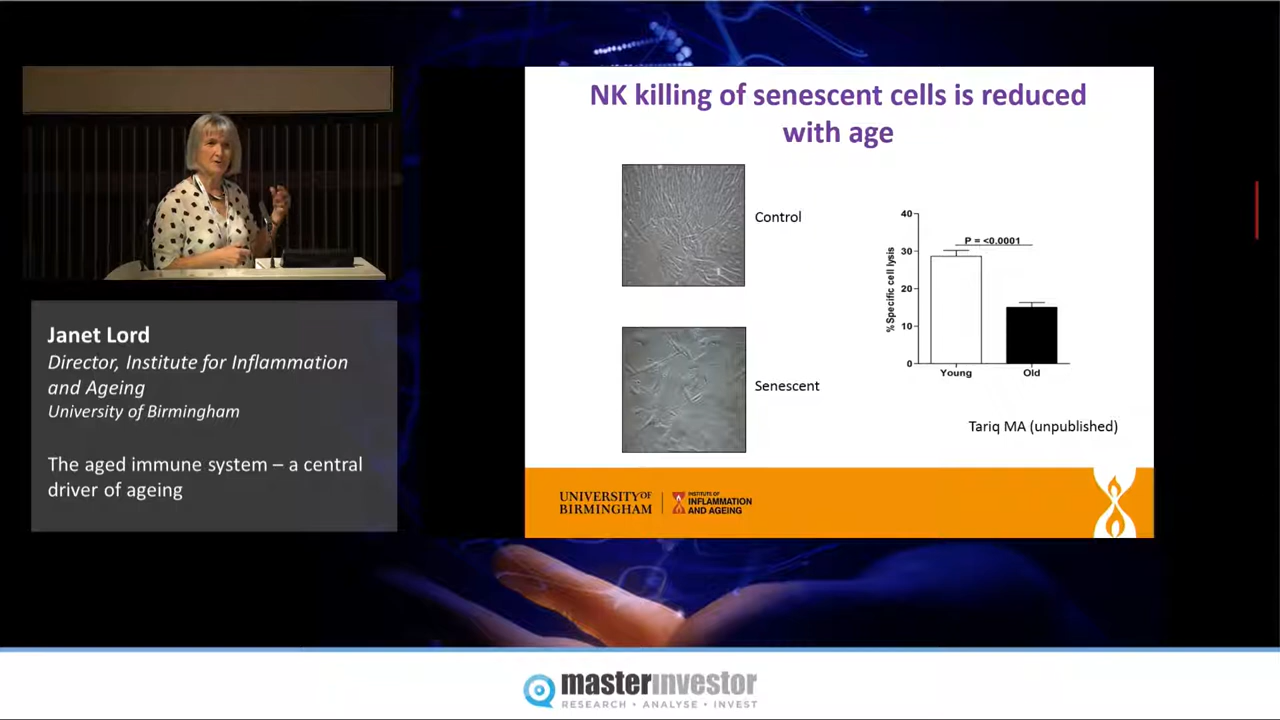 NK killing of senescent cells is reduced
with age
Control
Senescent
% Specific cell lysis
40
30
20
10
0
P = <0.0001
Young
Old
Tariq MA (unpublished)
UNIVERSITYOF
BIRMINGHAM
INSTITUTE OF
INFLAMMATION
AND AGEING
Janet Lord
Director, Institute for Inflammation
and Ageing
University of Birmingham
The aged immune system – a central
driver of ageing
masterinvestor
RESEARCH • ANALYSE • INVEST